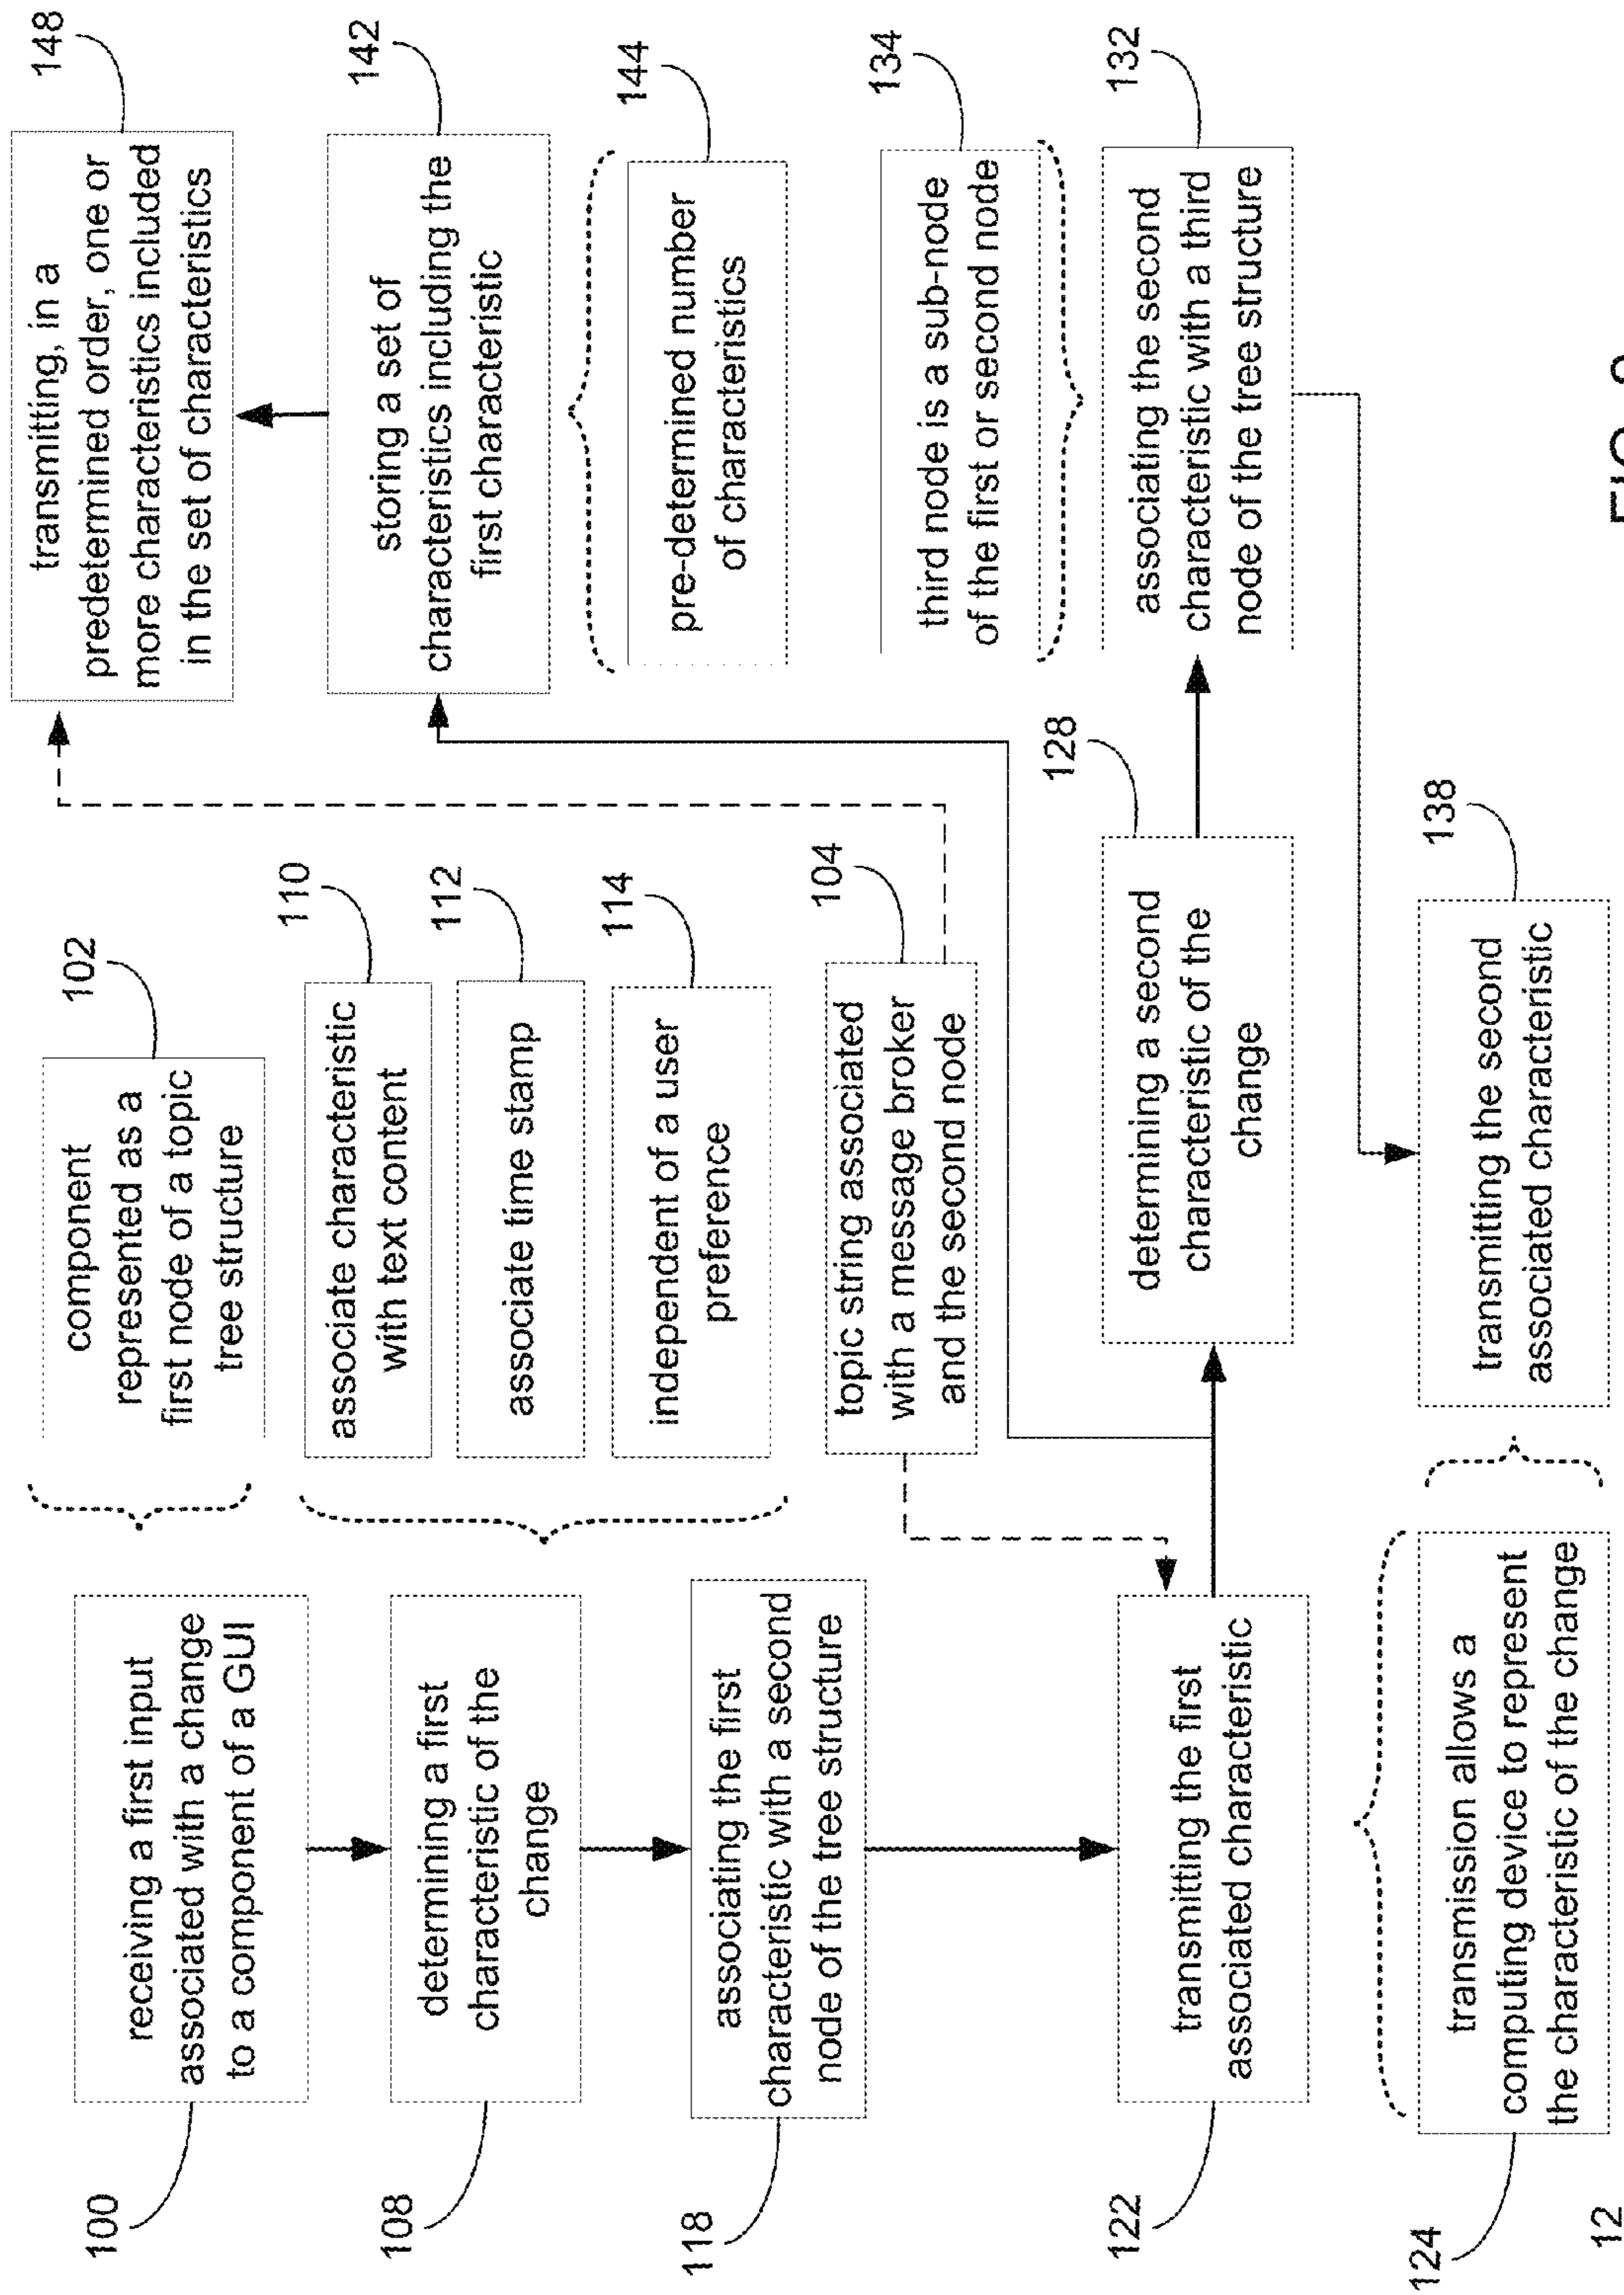 100
receiving a first input
associated with a change
to a component of a GUI
102
component
represented as a
first node of a topic
tree structure
108
determining a first
characteristic of the
change
110
associate characteristic
with text content
112
associate time stamp
114
independent of a user
preference
118
associating the first
characteristic with a second
node of the tree structure
104
topic string associated
with a message broker
and the second node
122
transmitting the first
associated characteristic
124
transmission allows a
computing device to represent
the characteristic of the change
128
determining a second
characteristic of the
change
138
transmitting the second
associated characteristic
148
transmitting, in a
predetermined order, one or
more characteristics included
in the set of characteristics
142
storing a set of
characteristics including the
first characteristic
144
pre-determined number
of characteristics
134
third node is a sub-node
of the first or second node
132
associating the second
characteristic with a third
node of the tree structure
12
FIG.